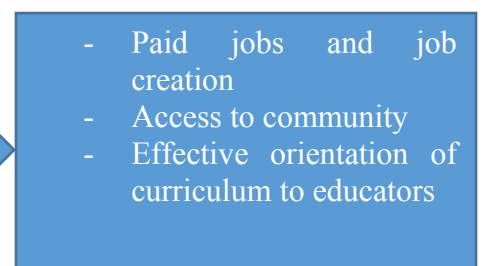 - Paid jobs and job
creation
- Access to community
- Effective orientation of
curriculum to educators